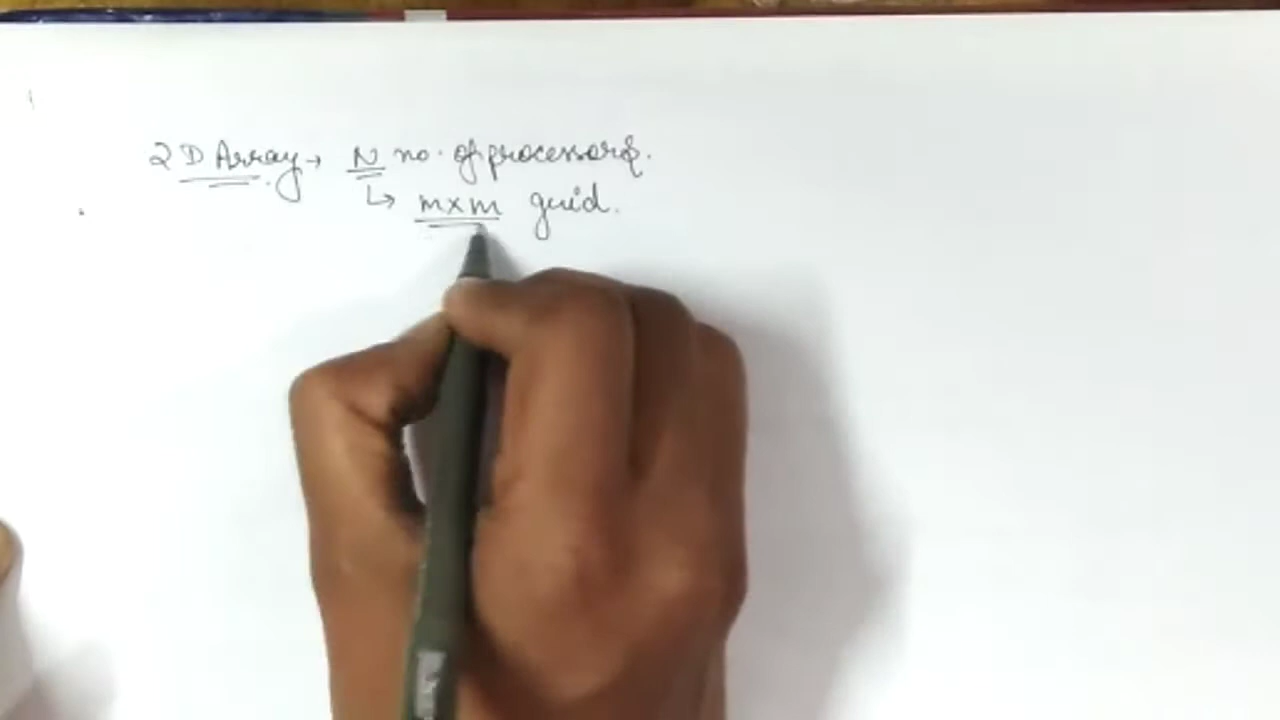 2D Array → N no. of processors.
↳ m×m grid.